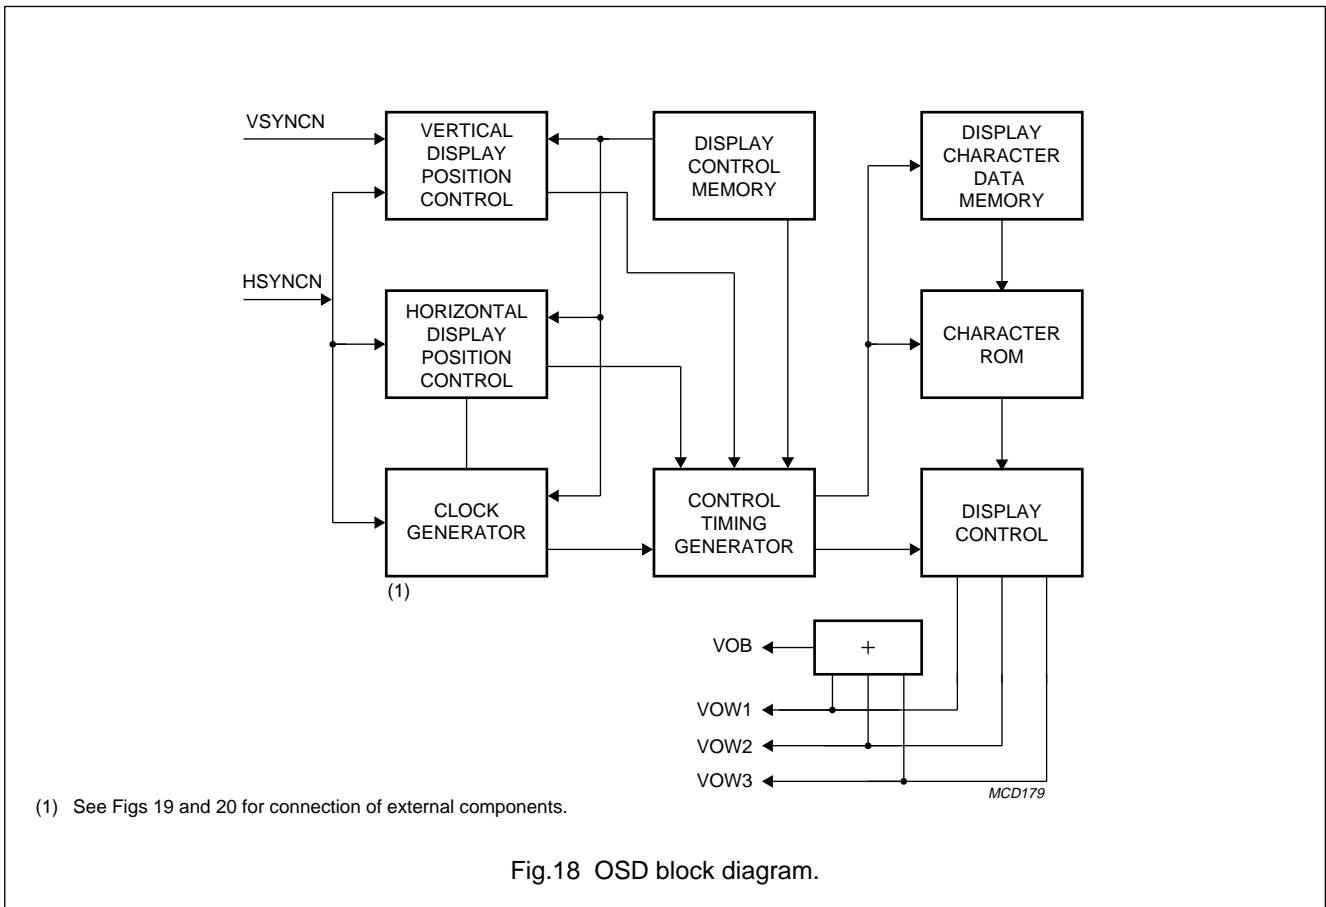 VSYNCN
VERTICAL
DISPLAY
POSITION
CONTROL
DISPLAY
CONTROL
MEMORY
DISPLAY
CHARACTER
DATA
MEMORY
HSYNCN
HORIZONTAL
DISPLAY
POSITION
CONTROL
CHARACTER
ROM
CLOCK
GENERATOR
(1)
CONTROL
TIMING
GENERATOR
DISPLAY
CONTROL
VOB
+
VOW1
VOW2
VOW3
MCD179
(1) See Figs 19 and 20 for connection of external components.
Fig.18 OSD block diagram.